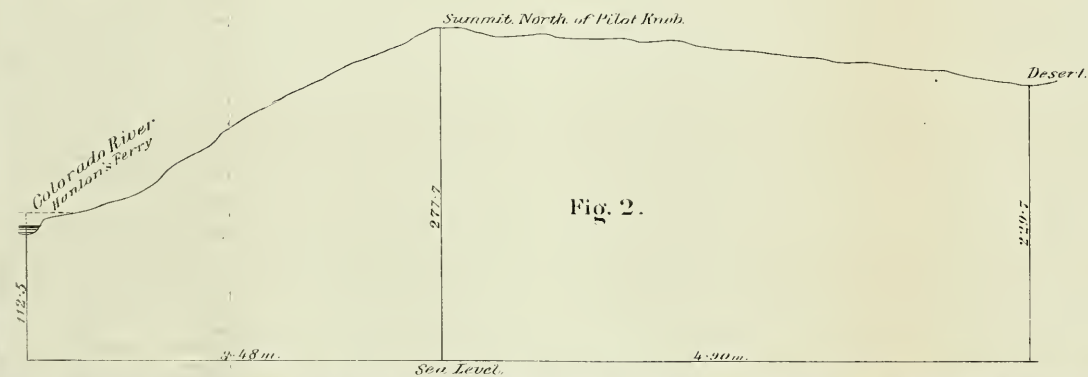 Summit. North of Pilot Knob.
Desert.
Colorado River
Hanlon's Ferry
Fig. 2.
112.5
277.7
229.7
3.48 m.
4.90 m.
Sea Level.